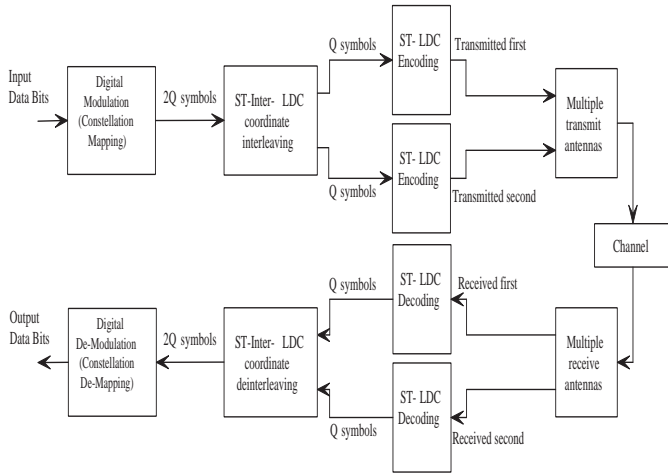 Input
Data Bits
Digital
Modulation
(Constellation
Mapping)
2Q symbols
ST-Inter- LDC
coordinate
interleaving
Q symbols
Q symbols
ST- LDC
Encoding
ST- LDC
Encoding
Transmitted first
Transmitted second
Multiple
transmit
antennas
Channel
Output
Data Bits
Digital
De-Modulation
(Constellation
De-Mapping)
2Q symbols
ST-Inter- LDC
coordinate
deinterleaving
Q symbols
Q symbols
ST- LDC
Decoding
ST- LDC
Decoding
Received first
Received second
Multiple
receive
antennas